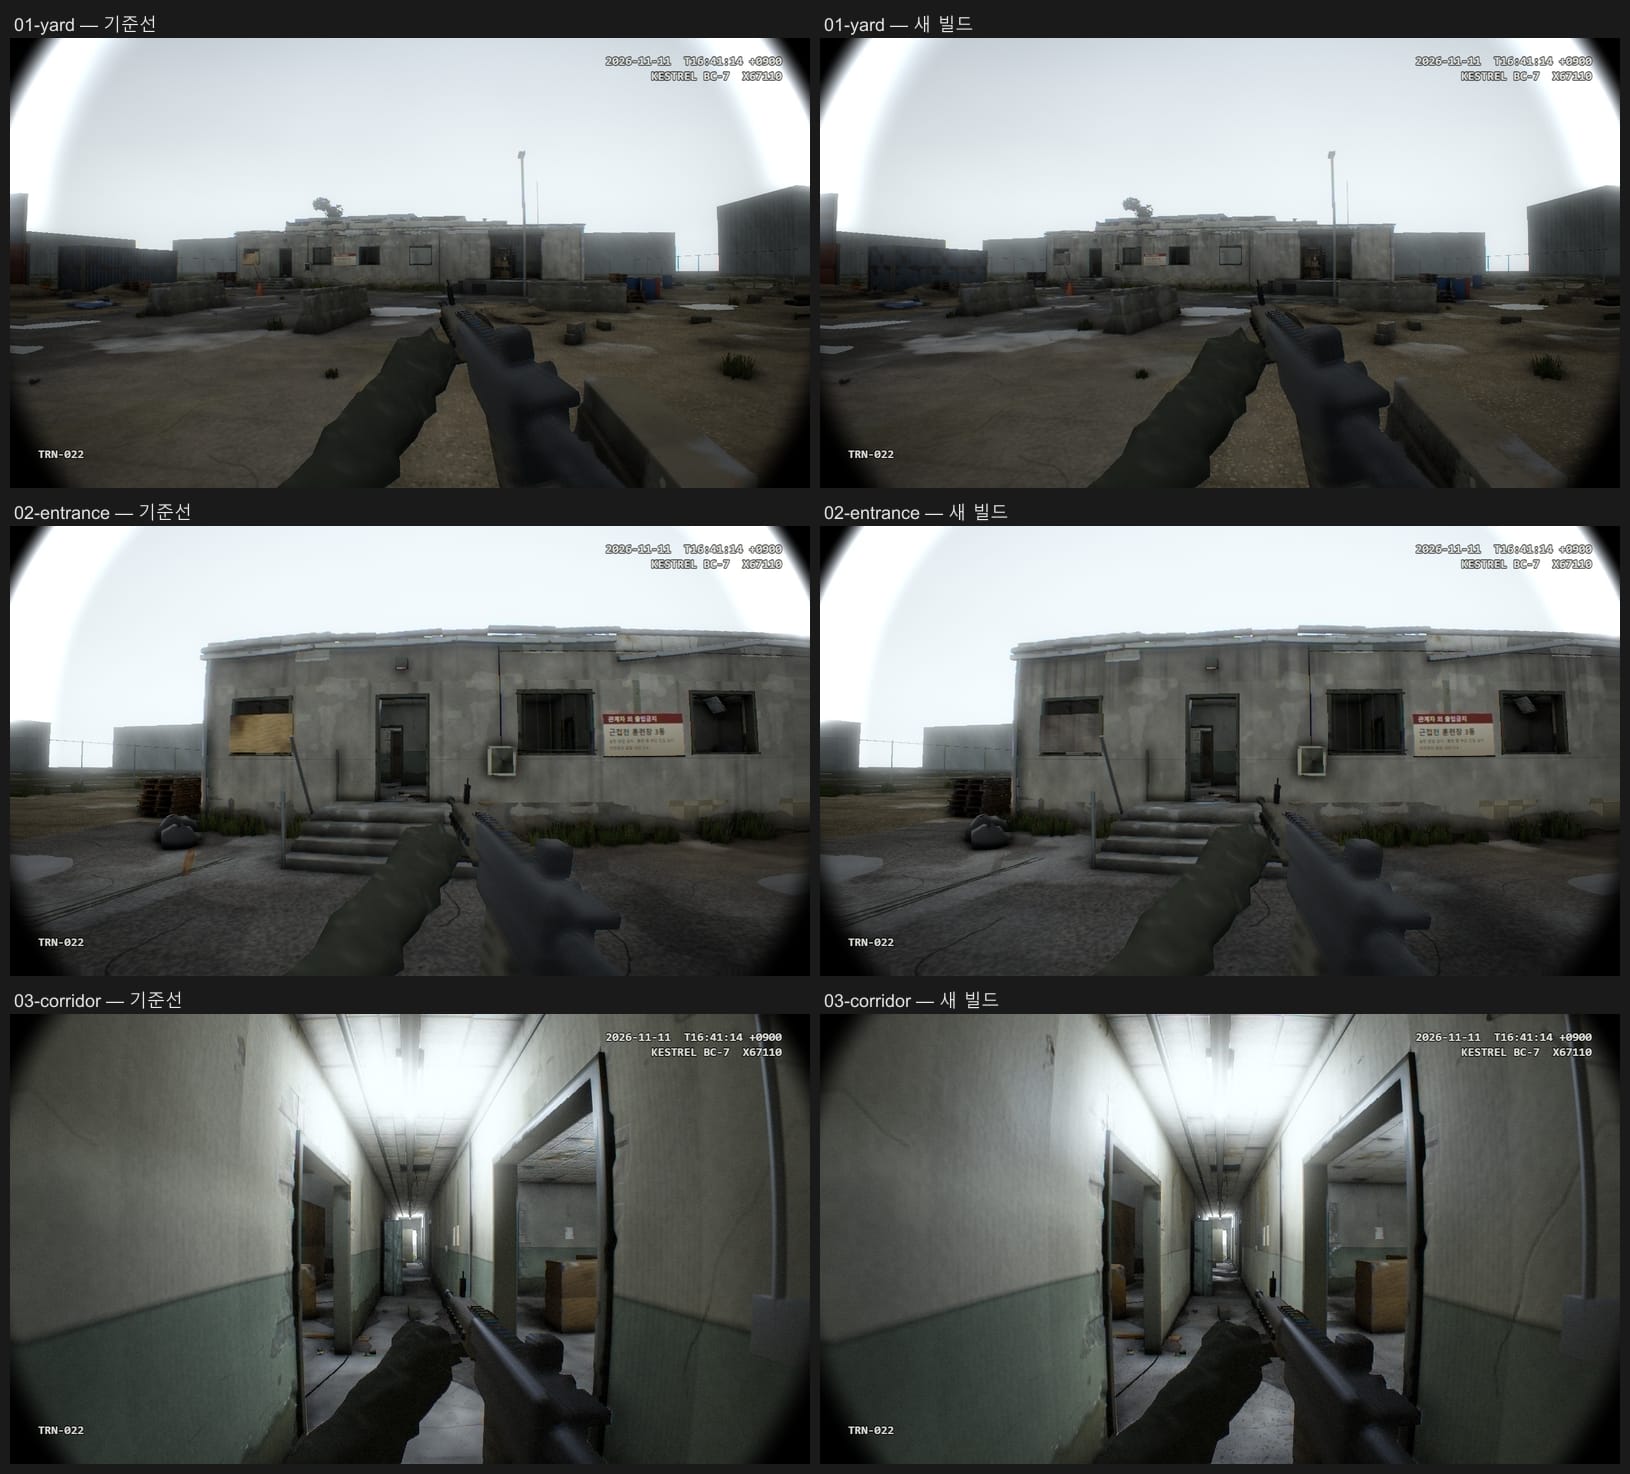 01-yard — 기준선
2026-11-11 T16:41:14 +0900
KESTREL BC-7 X67110
TRN-022
01-yard — 새 빌드
2026-11-11 T16:41:14 +0900
KESTREL BC-7 X67110
TRN-022
02-entrance — 기준선
2026-11-11 T16:41:14 +0900
KESTREL BC-7 X67110
관계자 외 출입금지
근접전 훈련장 3동
TRN-022
02-entrance — 새 빌드
2026-11-11 T16:41:14 +0900
KESTREL BC-7 X67110
관계자 외 출입금지
근접전 훈련장 3동
TRN-022
03-corridor — 기준선
2026-11-11 T16:41:14 +0900
KESTREL BC-7 X67110
TRN-022
03-corridor — 새 빌드
2026-11-11 T16:41:14 +0900
KESTREL BC-7 X67110
TRN-022